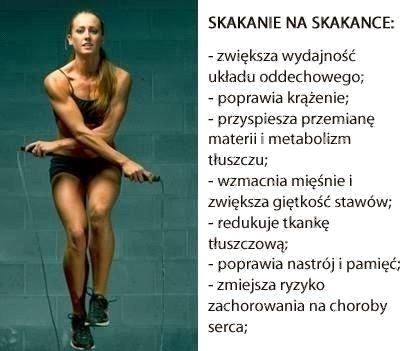 SKAKANIE NA SKAKANCE:
- zwiększa wydajność
układu oddechowego;
- poprawia krążenie;
- przyspiesza przemianę
materii i metabolizm
tłuszczu;
- wzmacnia mięśnie i
zwiększa giętkość stawów;
- redukuje tkankę
tłuszczową;
- poprawia nastrój i pamięć;
- zmiejsza ryzyko
zachorowania na choroby
serca;